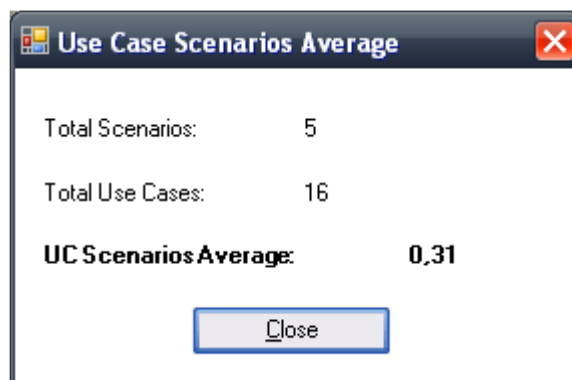 Use Case Scenarios Average
Total Scenarios: 5
Total Use Cases: 16
UC Scenarios Average: 0,31
Close